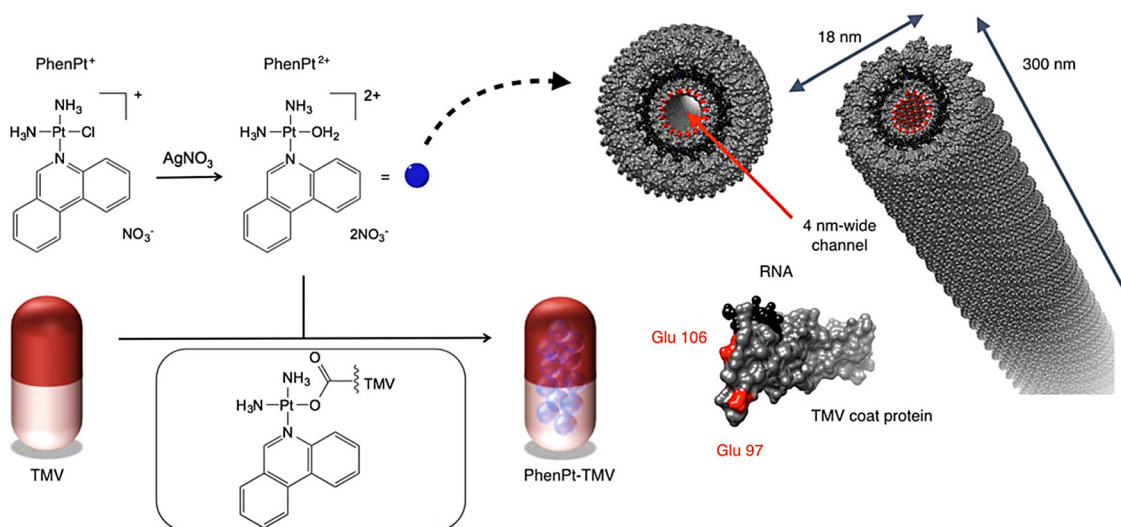 PhenPt⁺
NH₃
H₃N—Pt—Cl
N
+
NO₃⁻
AgNO₃
PhenPt²⁺
NH₃
H₃N—Pt—OH₂
N
2+
2NO₃⁻
=
18 nm
300 nm
4 nm-wide
channel
RNA
Glu 106
Glu 97
TMV coat protein
TMV
O
NH₃
TMV
H₃N—Pt—O
N
PhenPt-TMV